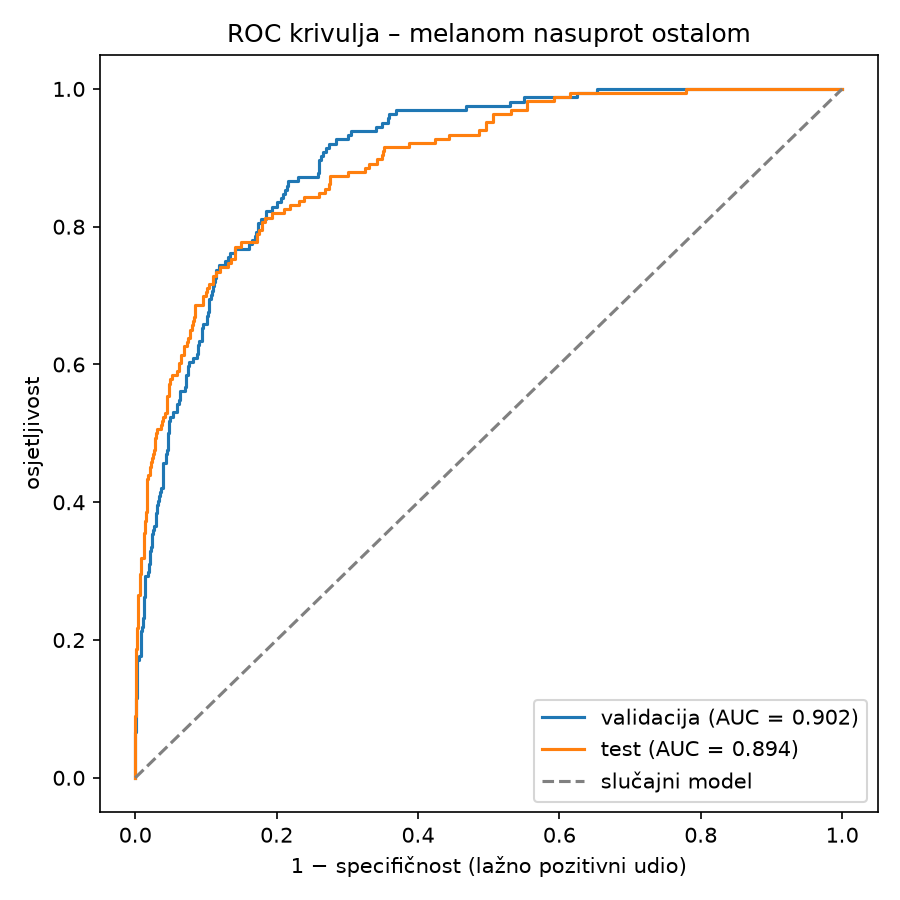 ROC krivulja – melanom nasuprot ostalom
osjetljivost
1.0
0.8
0.6
0.4
0.2
0.0
validacija (AUC = 0.902)
test (AUC = 0.894)
slučajni model
0.0 0.2 0.4 0.6 0.8 1.0
1 − specifičnost (lažno pozitivni udio)